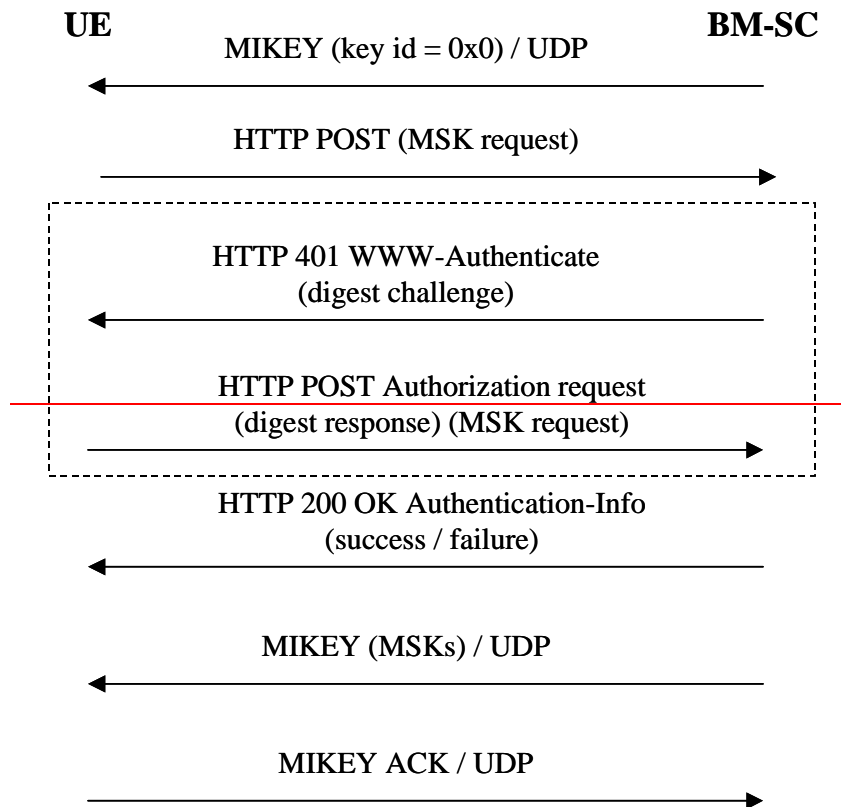 UE BM-SC
MIKEY (key id = 0x0) / UDP
HTTP POST (MSK request)
HTTP 401 WWW-Authenticate
(digest challenge)
HTTP POST Authorization request
(digest response) (MSK request)
HTTP 200 OK Authentication-Info
(success / failure)
MIKEY (MSKs) / UDP
MIKEY ACK / UDP